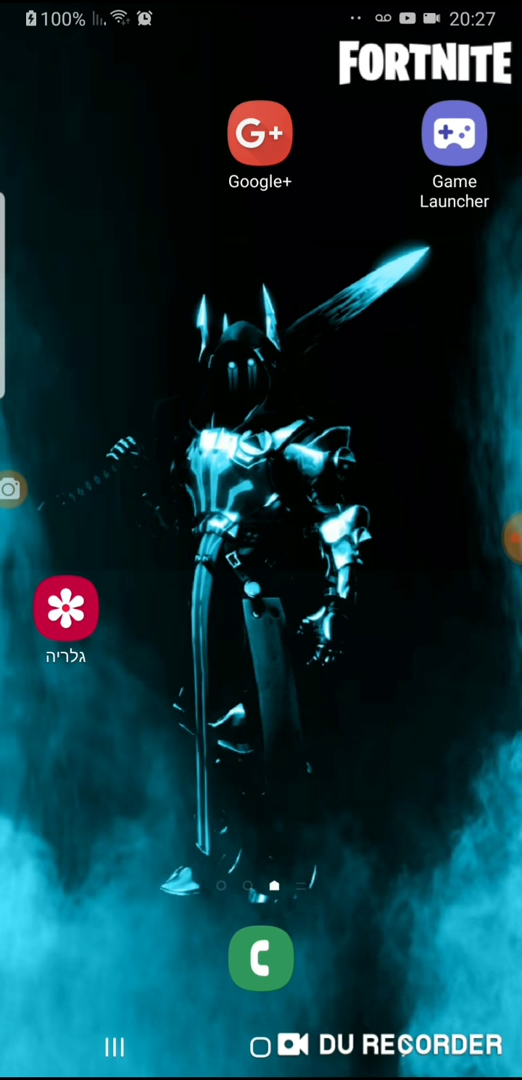 100%
20:27
FORTNITE
Google+
Game
Launcher
גלריה
DU RECORDER